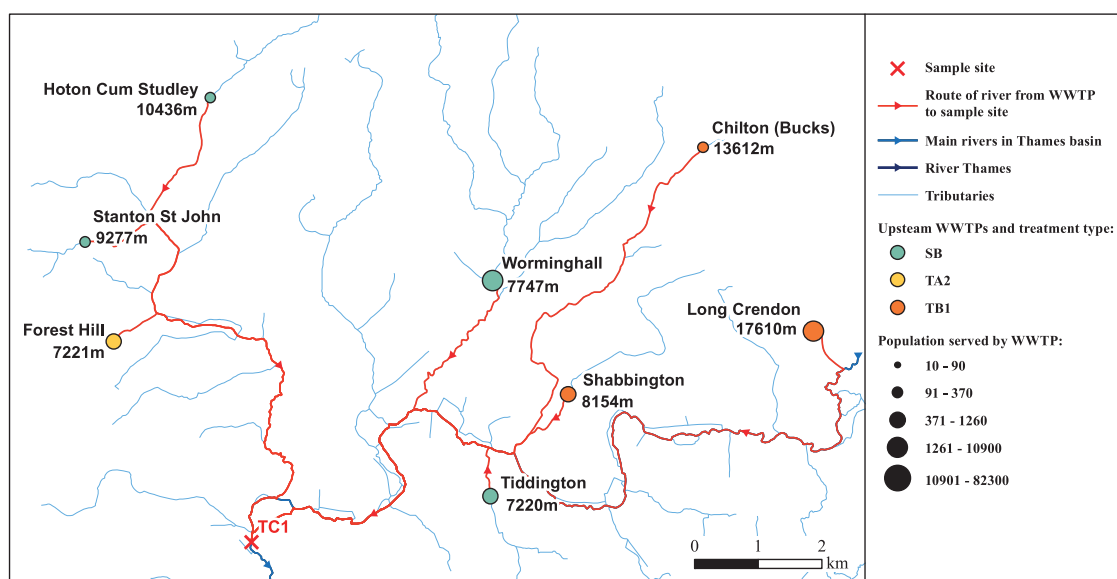 Hoton Cum Studley
10436m
Chilton (Bucks)
13612m
Stanton St John
9277m
Worminghall
7747m
Long Crendon
17610m
Forest Hill
7221m
Shabbington
8154m
Tiddington
7220m
TC1
0 1 2
km
Sample site
Route of river from WWTP
to sample site
Main rivers in Thames basin
River Thames
Tributaries
Upsteam WWTPs and treatment type:
SB
TA2
TB1
Population served by WWTP:
10 - 90
91 - 370
371 - 1260
1261 - 10900
10901 - 82300